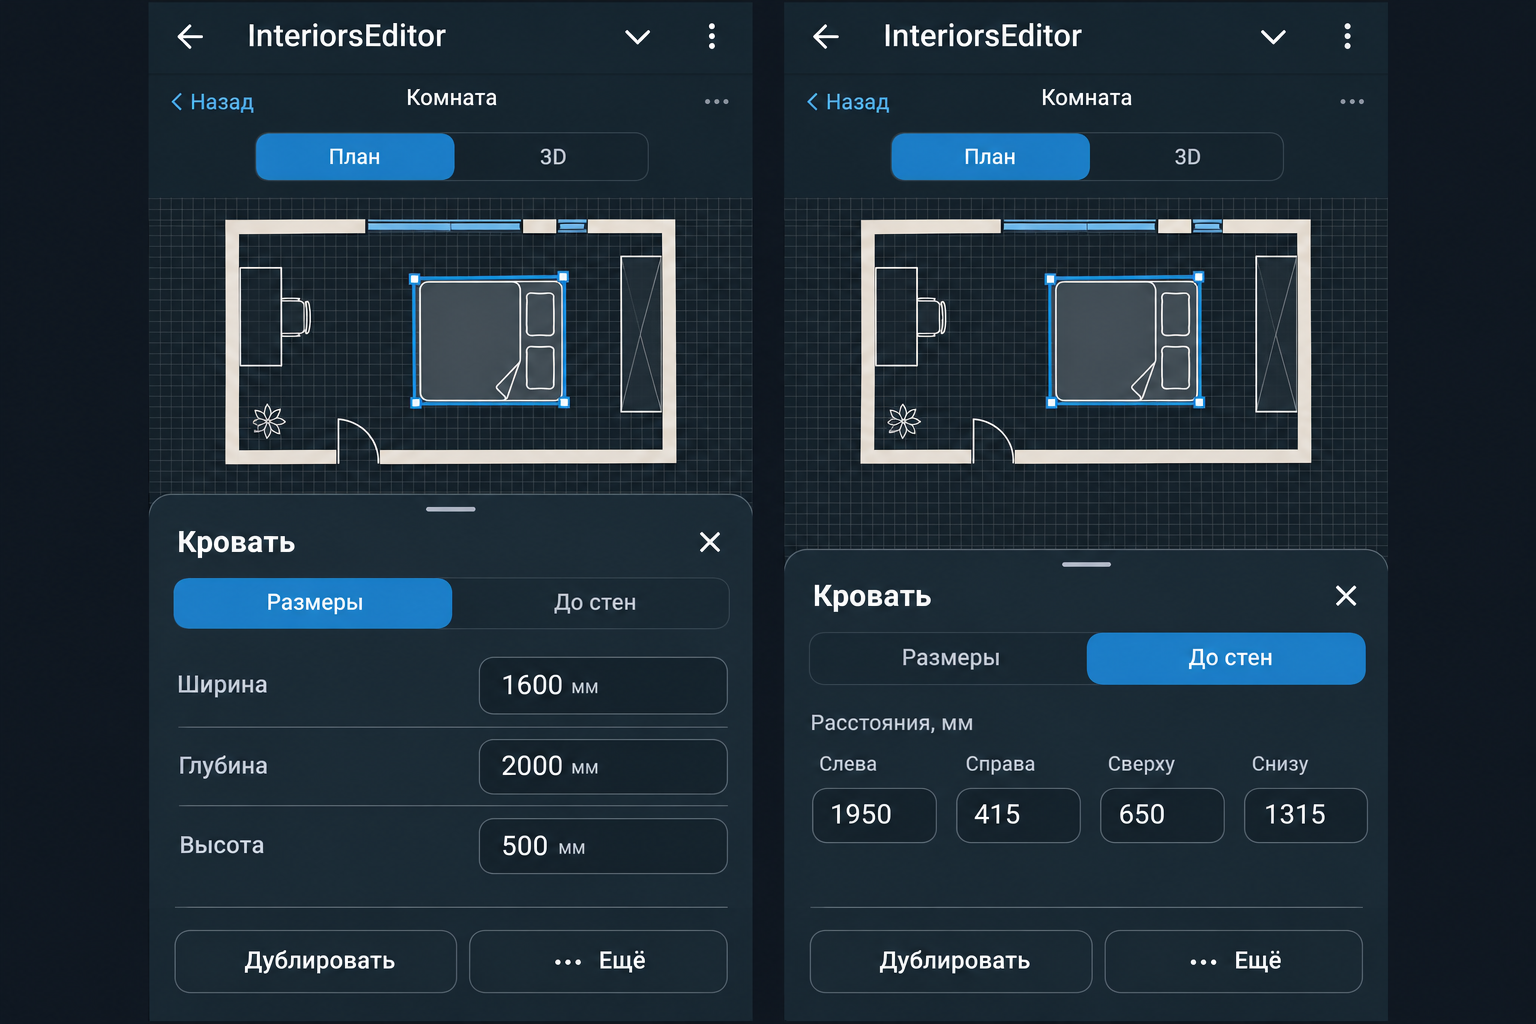 InteriorsEditor
Назад
Комната
План
3D
Кровать
Размеры
До стен
Ширина
1600 мм
Глубина
2000 мм
Высота
500 мм
Дублировать
Ещё
InteriorsEditor
Назад
Комната
План
3D
Кровать
Размеры
До стен
Расстояния, мм
Слева
Справа
Сверху
Снизу
1950
415
650
1315
Дублировать
Ещё